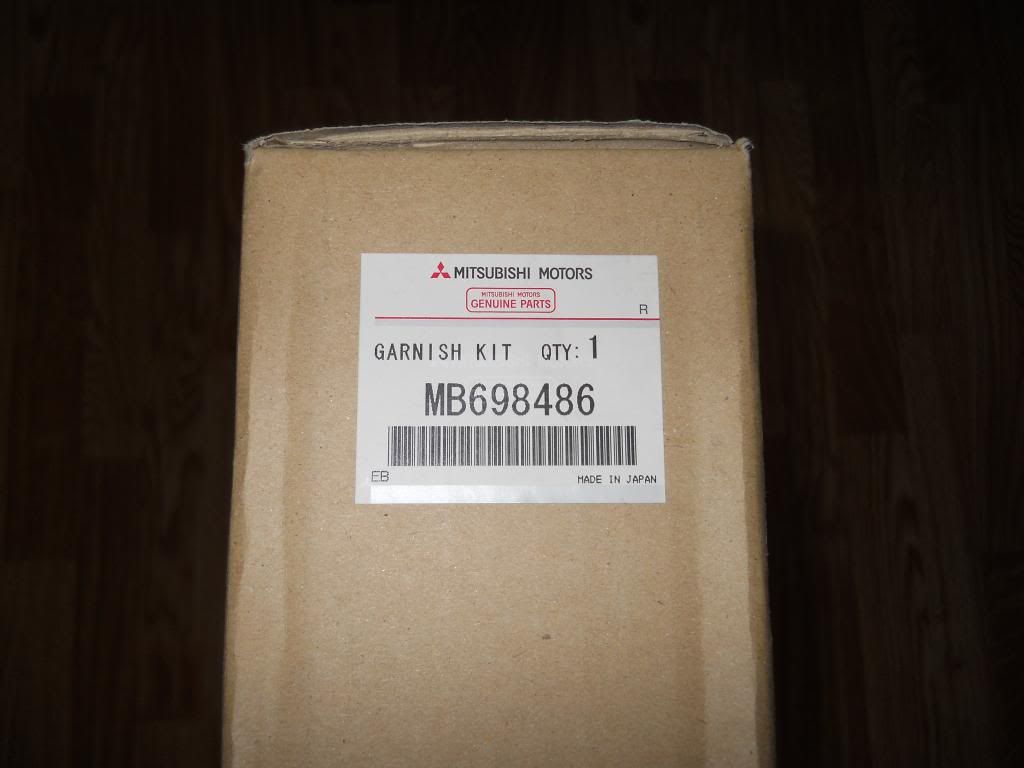 MITSUBISHI MOTORS
MITSUBISHI MOTORS
GENUINE PARTS
R
GARNISH KIT QTY: 1
MB698486
EB MADE IN JAPAN